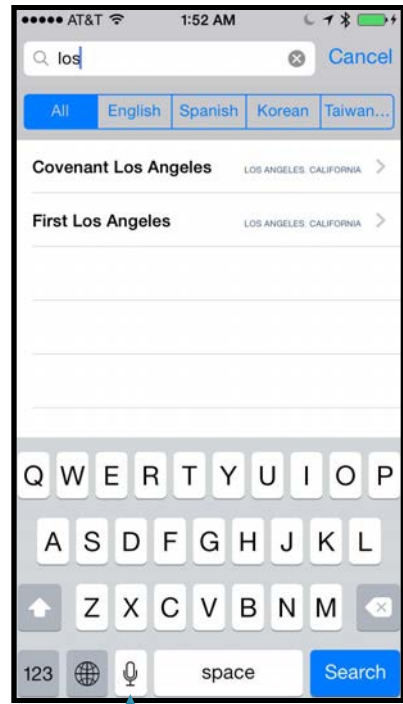 AT&T 1:52 AM
los Cancel
All English Spanish Korean Taiwan...
Covenant Los Angeles LOS ANGELES, CALIFORNIA
First Los Angeles LOS ANGELES, CALIFORNIA
Q W E R T Y U I O P
A S D F G H J K L
Z X C V B N M
123 space Search